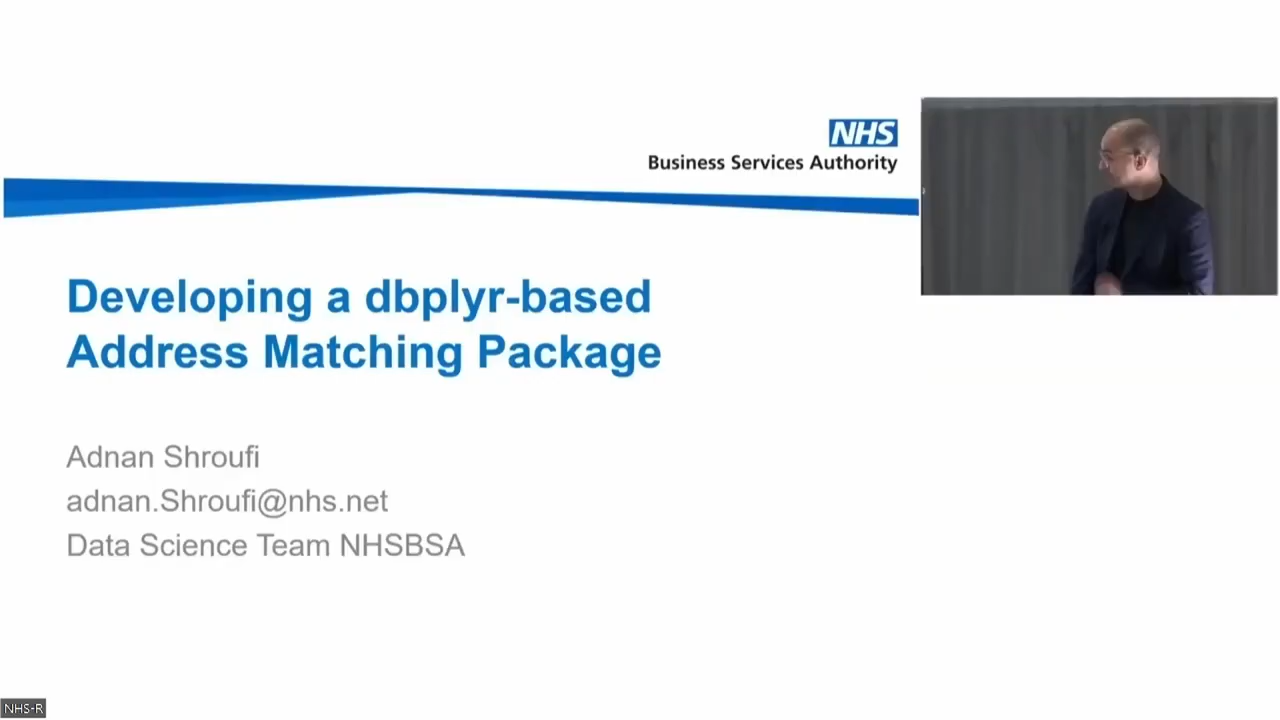 NHS
Business Services Authority
Developing a dbplyr-based
Address Matching Package
Adnan Shroufi
adnan.Shroufi@nhs.net
Data Science Team NHSBSA
NHS-R